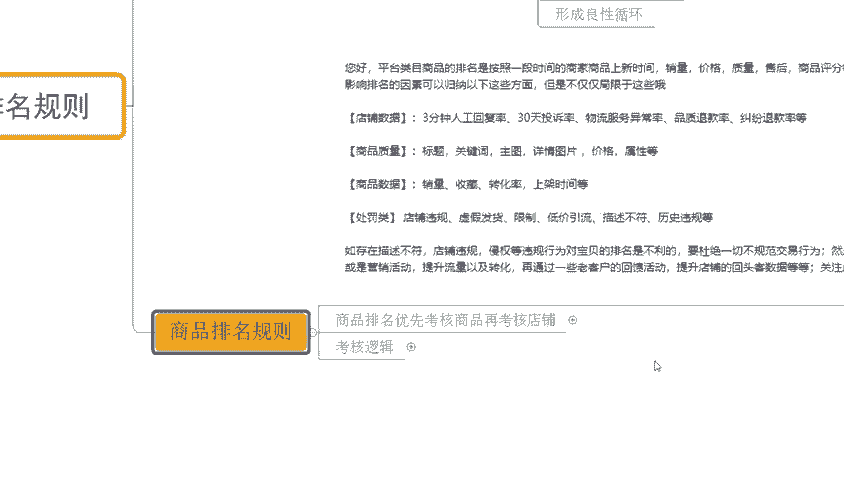 形成良性循环
您好，平台类目商品的排名是按照一段时间的商家商品上新时间，销量，价格，质量，售后，商品评分
影响排名的因素可以归纳以下这些方面，但是不仅仅局限于这些哦
排名规则
【店铺数据】：3分钟人工回复率、30天投诉率、物流服务异常率、品质退款率、纠纷退款率等
【商品质量】：标题，关键词，主图，详情图片 ，价格，属性等
【商品数据】：销量、收藏、转化率，上架时间等
【处罚类】 店铺违规、虚假发货、限制、低价引流、描述不符、历史违规等
如存在描述不符，店铺违规，侵权等违规行为对宝贝的排名是不利的，要杜绝一切不规范交易行为；然
或是营销活动，提升流量以及转化，再通过一些老客户的回馈活动，提升店铺的回头客数据等等；关注
商品排名规则
商品排名优先考核商品再考核店铺
考核逻辑